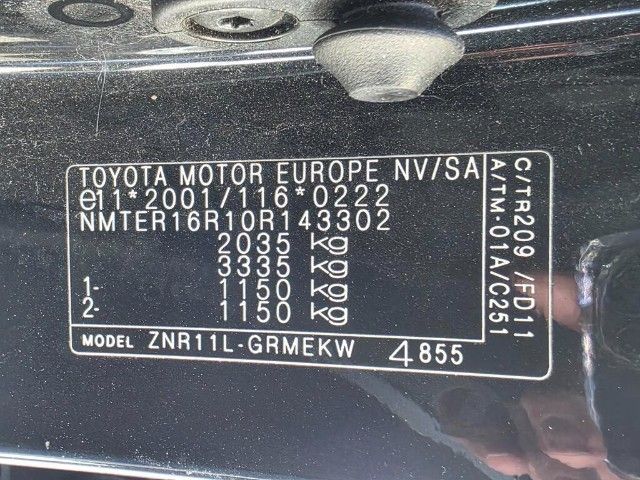 TOYOTA MOTOR EUROPE NV/SA
e11*2001/116*0222
NMTER16R10R143302
2035 kg
3335 kg
1- 1150 kg
2- 1150 kg
MODEL ZNR11L-GRMEKW 4855
C/TR209 /FD11
A/TM-01A/C251